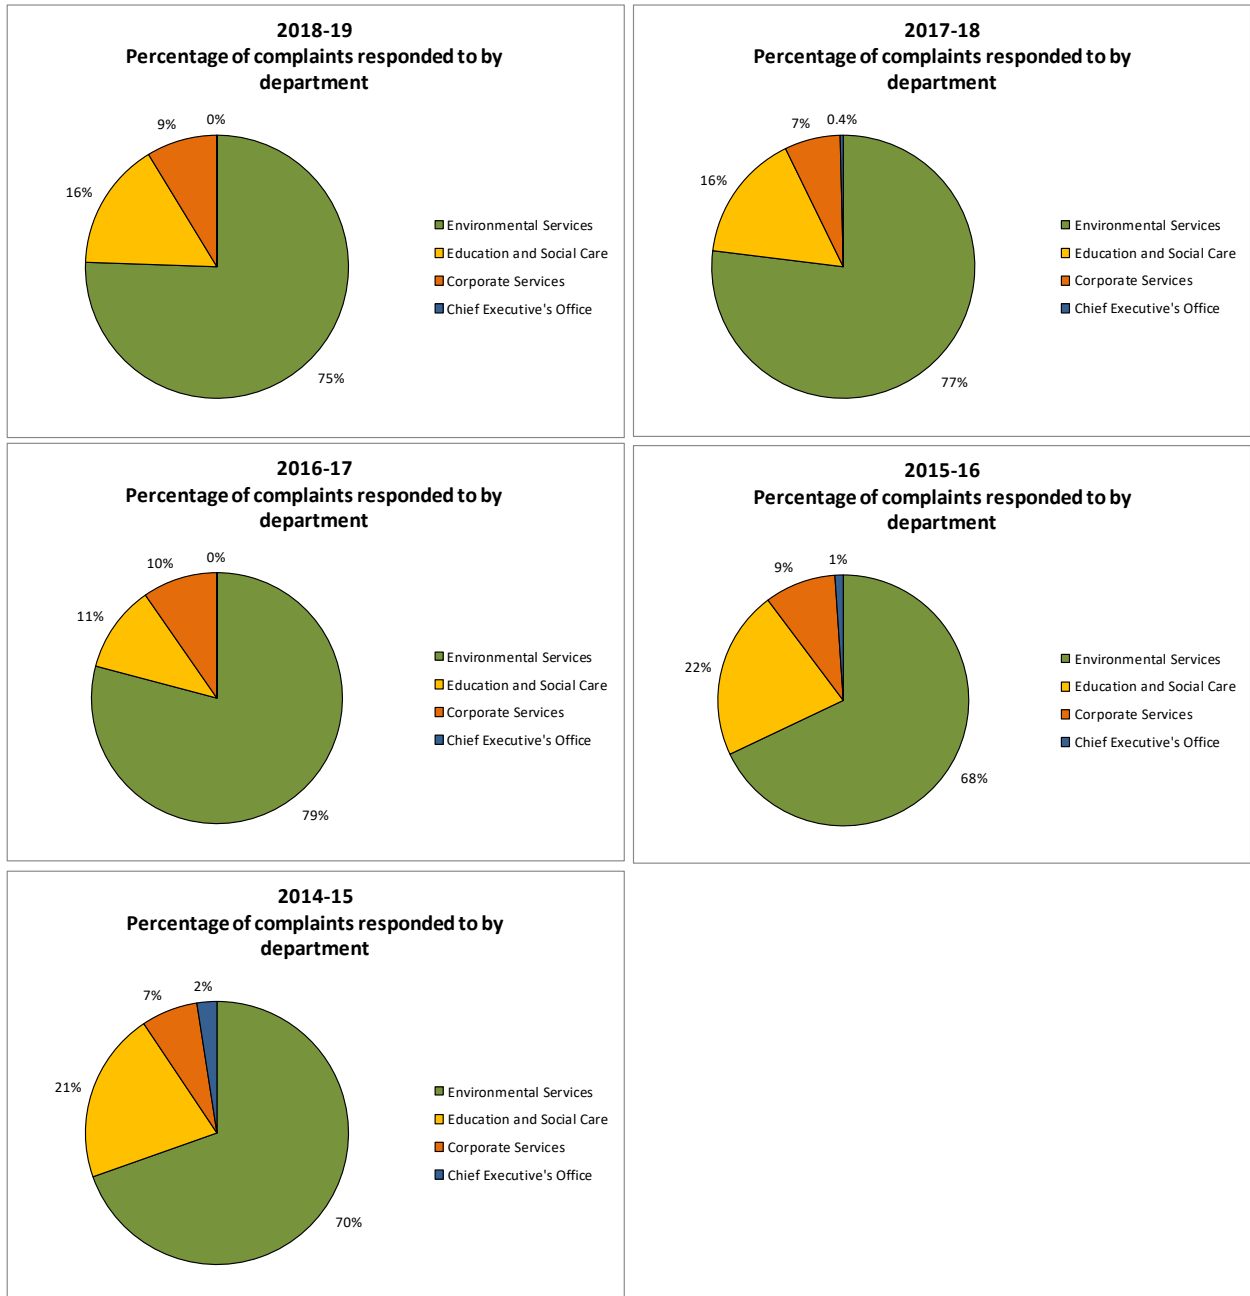 2018-19
Percentage of complaints responded to by
department
9%
0%
16%
75%
Environmental Services
Education and Social Care
Corporate Services
Chief Executive's Office
2017-18
Percentage of complaints responded to by
department
7%
0.4%
16%
77%
Environmental Services
Education and Social Care
Corporate Services
Chief Executive's Office
2016-17
Percentage of complaints responded to by
department
10%
0%
11%
79%
Environmental Services
Education and Social Care
Corporate Services
Chief Executive's Office
2015-16
Percentage of complaints responded to by
department
9%
1%
22%
68%
Environmental Services
Education and Social Care
Corporate Services
Chief Executive's Office
2014-15
Percentage of complaints responded to by
department
7%
2%
21%
70%
Environmental Services
Education and Social Care
Corporate Services
Chief Executive's Office